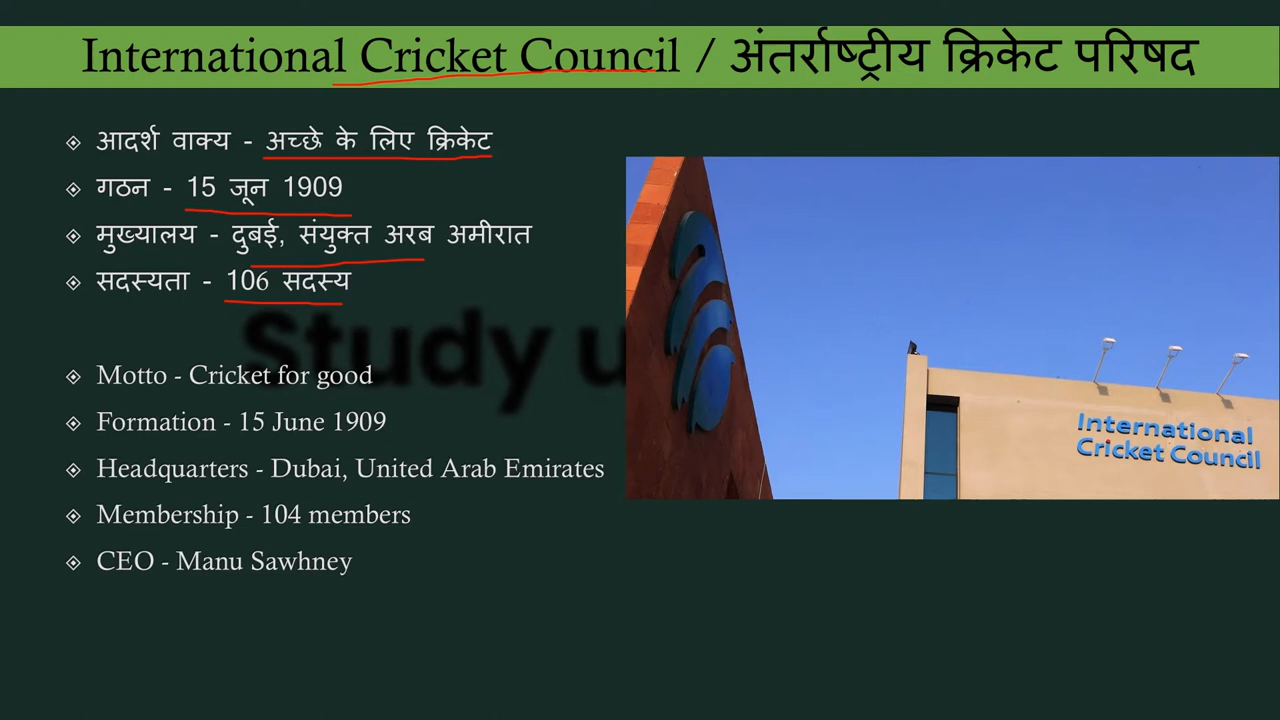 International Cricket Council / अंतर्राष्ट्रीय क्रिकेट परिषद
आदर्श वाक्य - अच्छे के लिए क्रिकेट
गठन - 15 जून 1909
मुख्यालय - दुबई, संयुक्त अरब अमीरात
सदस्यता - 106 सदस्य
Study u
Motto - Cricket for good
Formation - 15 June 1909
Headquarters - Dubai, United Arab Emirates
Membership - 104 members
CEO - Manu Sawhney
International
Cricket Council